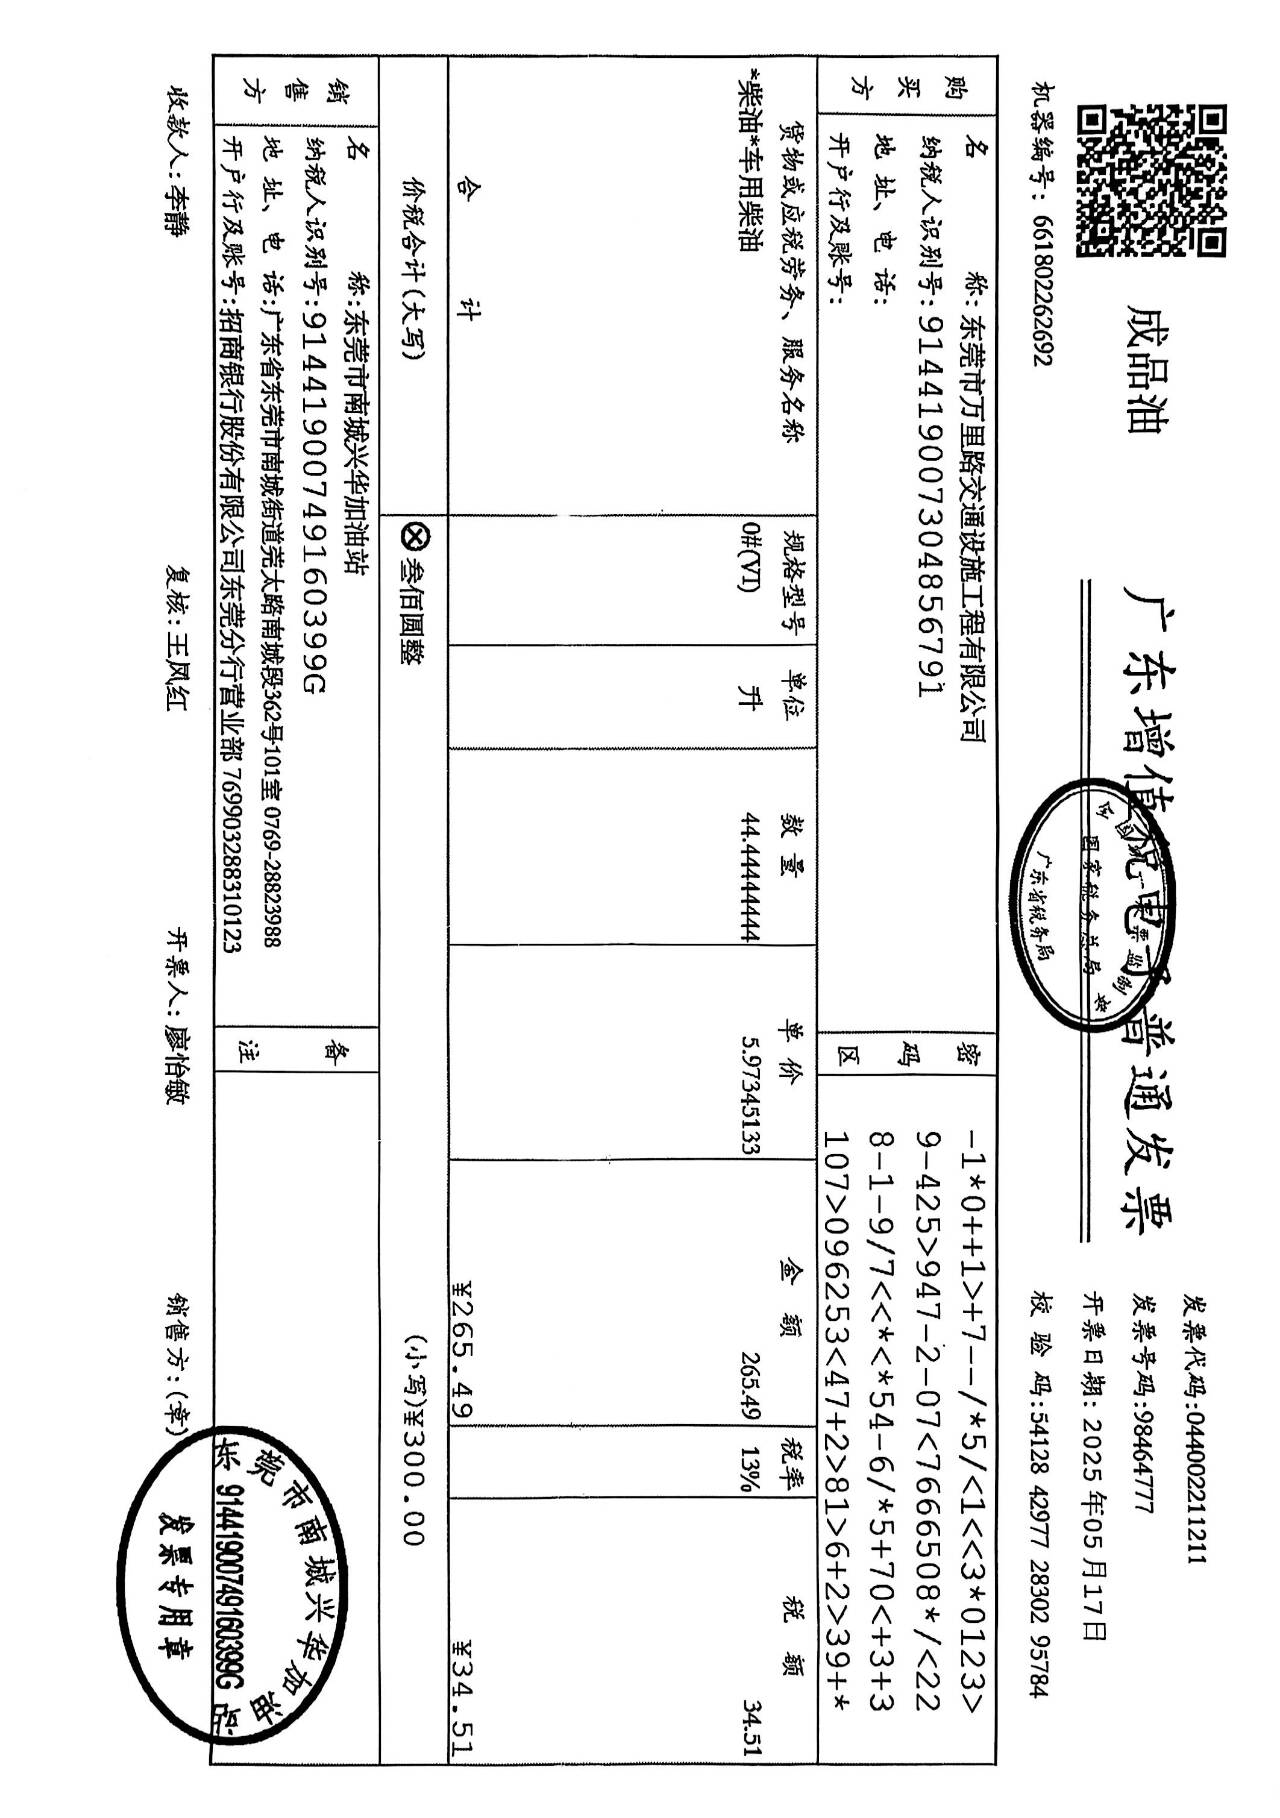 成品油
广东增值税电子普通发票
发票代码:044002211211
发票号码:98464777
开票日期: 2025 年05 月17日
机器编号: 661802262692
校 验 码:54128 42977 28302 95784
全国统一发票监制章
国家税务总局
广东省税务局
购买方
名 称:东莞市万里路交通设施工程有限公司
纳税人识别号:914419007304856791
地 址、电 话:
开户行及账号:
密码区
-1*0++1>+7--/*5/<1<<3*0123>
9-425>947-2-07<7666508*/<22
8-1-9/7<<*<*54-6/*5+70<+3+3
107>096253<47+2>81>6+2>39+*
货物或应税劳务、服务名称 规格型号 单位 数 量 单 价 金 额 税率 税 额
*柴油*车用柴油 0#(VI) 升 44.44444444 5.97345133 265.49 13% 34.51
合 计 ¥265.49 ¥34.51
价税合计(大写) ⊗叁佰圆整 (小写)¥300.00
销售方
名 称:东莞市南城兴华加油站
纳税人识别号:91441900749160399G
地 址、电 话:广东省东莞市南城街道莞太路南城段362号101室 0769-28823988
开户行及账号:招商银行股份有限公司东莞分行营业部 769903288310123
备注
收款人:李静 复核:王凤红 开票人:廖怡敏 销售方:(章)
东莞市南城兴华加油站
91441900749160399G
发票专用章